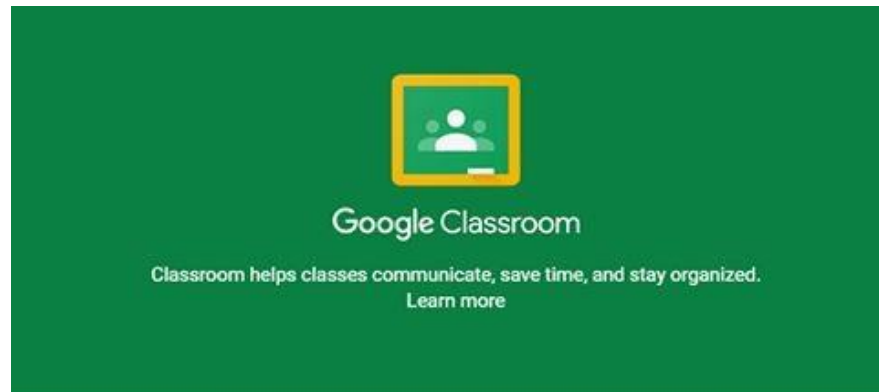 Google Classroom
Classroom helps classes communicate, save time, and stay organized.
Learn more